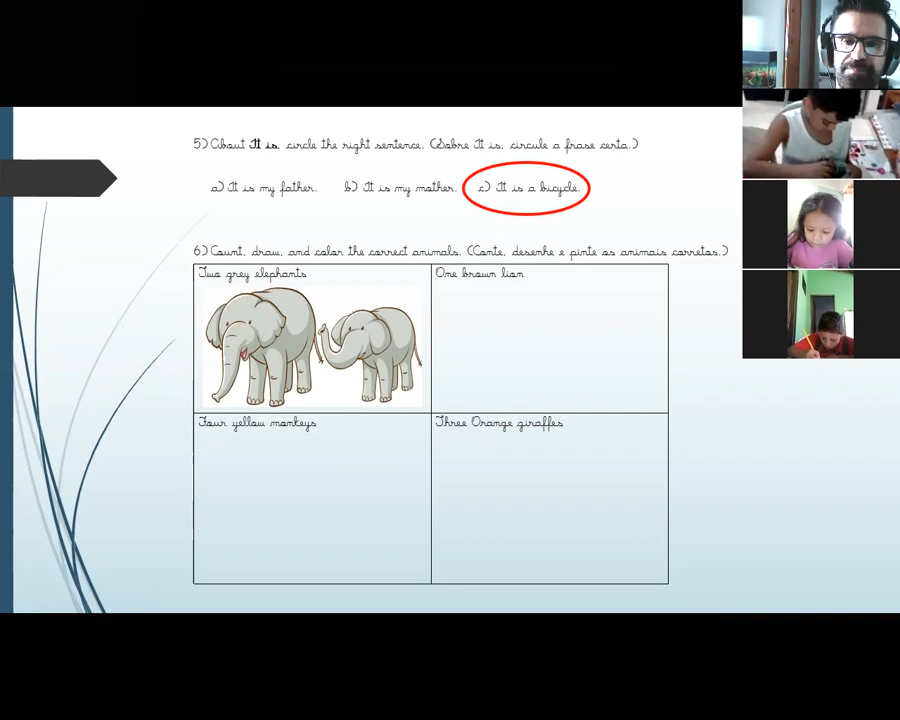 5) About It is, circle the right sentence. (Sobre It is, circule a frase certa.)
a) It is my father. b) It is my mother. c) It is a bicycle.
6) Count, draw, and color the correct animals. (Conte, desenhe e pinte os animais corretos.)
Two grey elephants
One brown lion
Four yellow monkeys
Three Orange giraffes